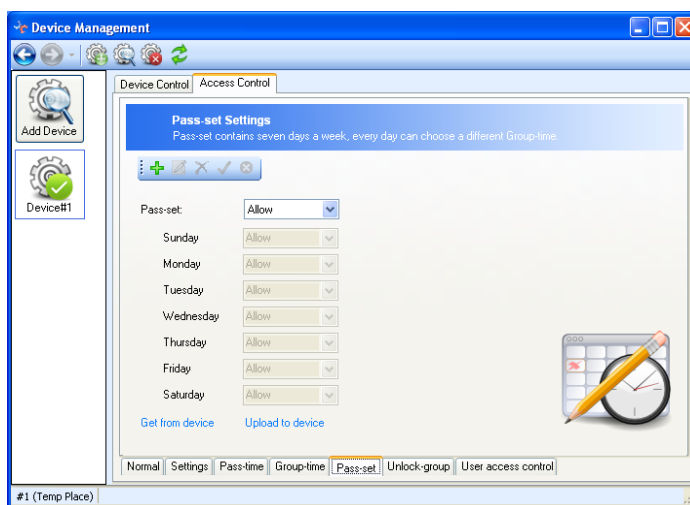 Device Management
Device Control Access Control
Add Device
Device#1
Pass-set Settings
Pass-set contains seven days a week, every day can choose a different Group-time.
Pass-set: Allow
Sunday Allow
Monday Allow
Tuesday Allow
Wednesday Allow
Thursday Allow
Friday Allow
Saturday Allow
Get from device Upload to device
Normal Settings Pass-time Group-time Pass-set Unlock-group User access control
#1 (Temp Place)